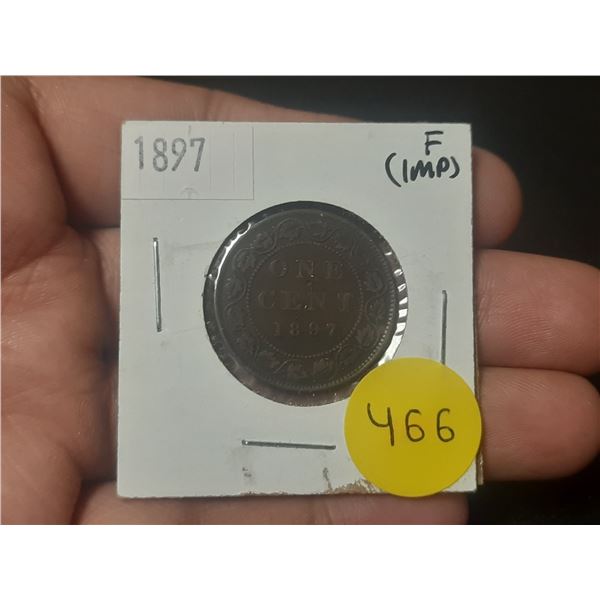 1897
F
(IMP)
ONE
CENT
1897
466